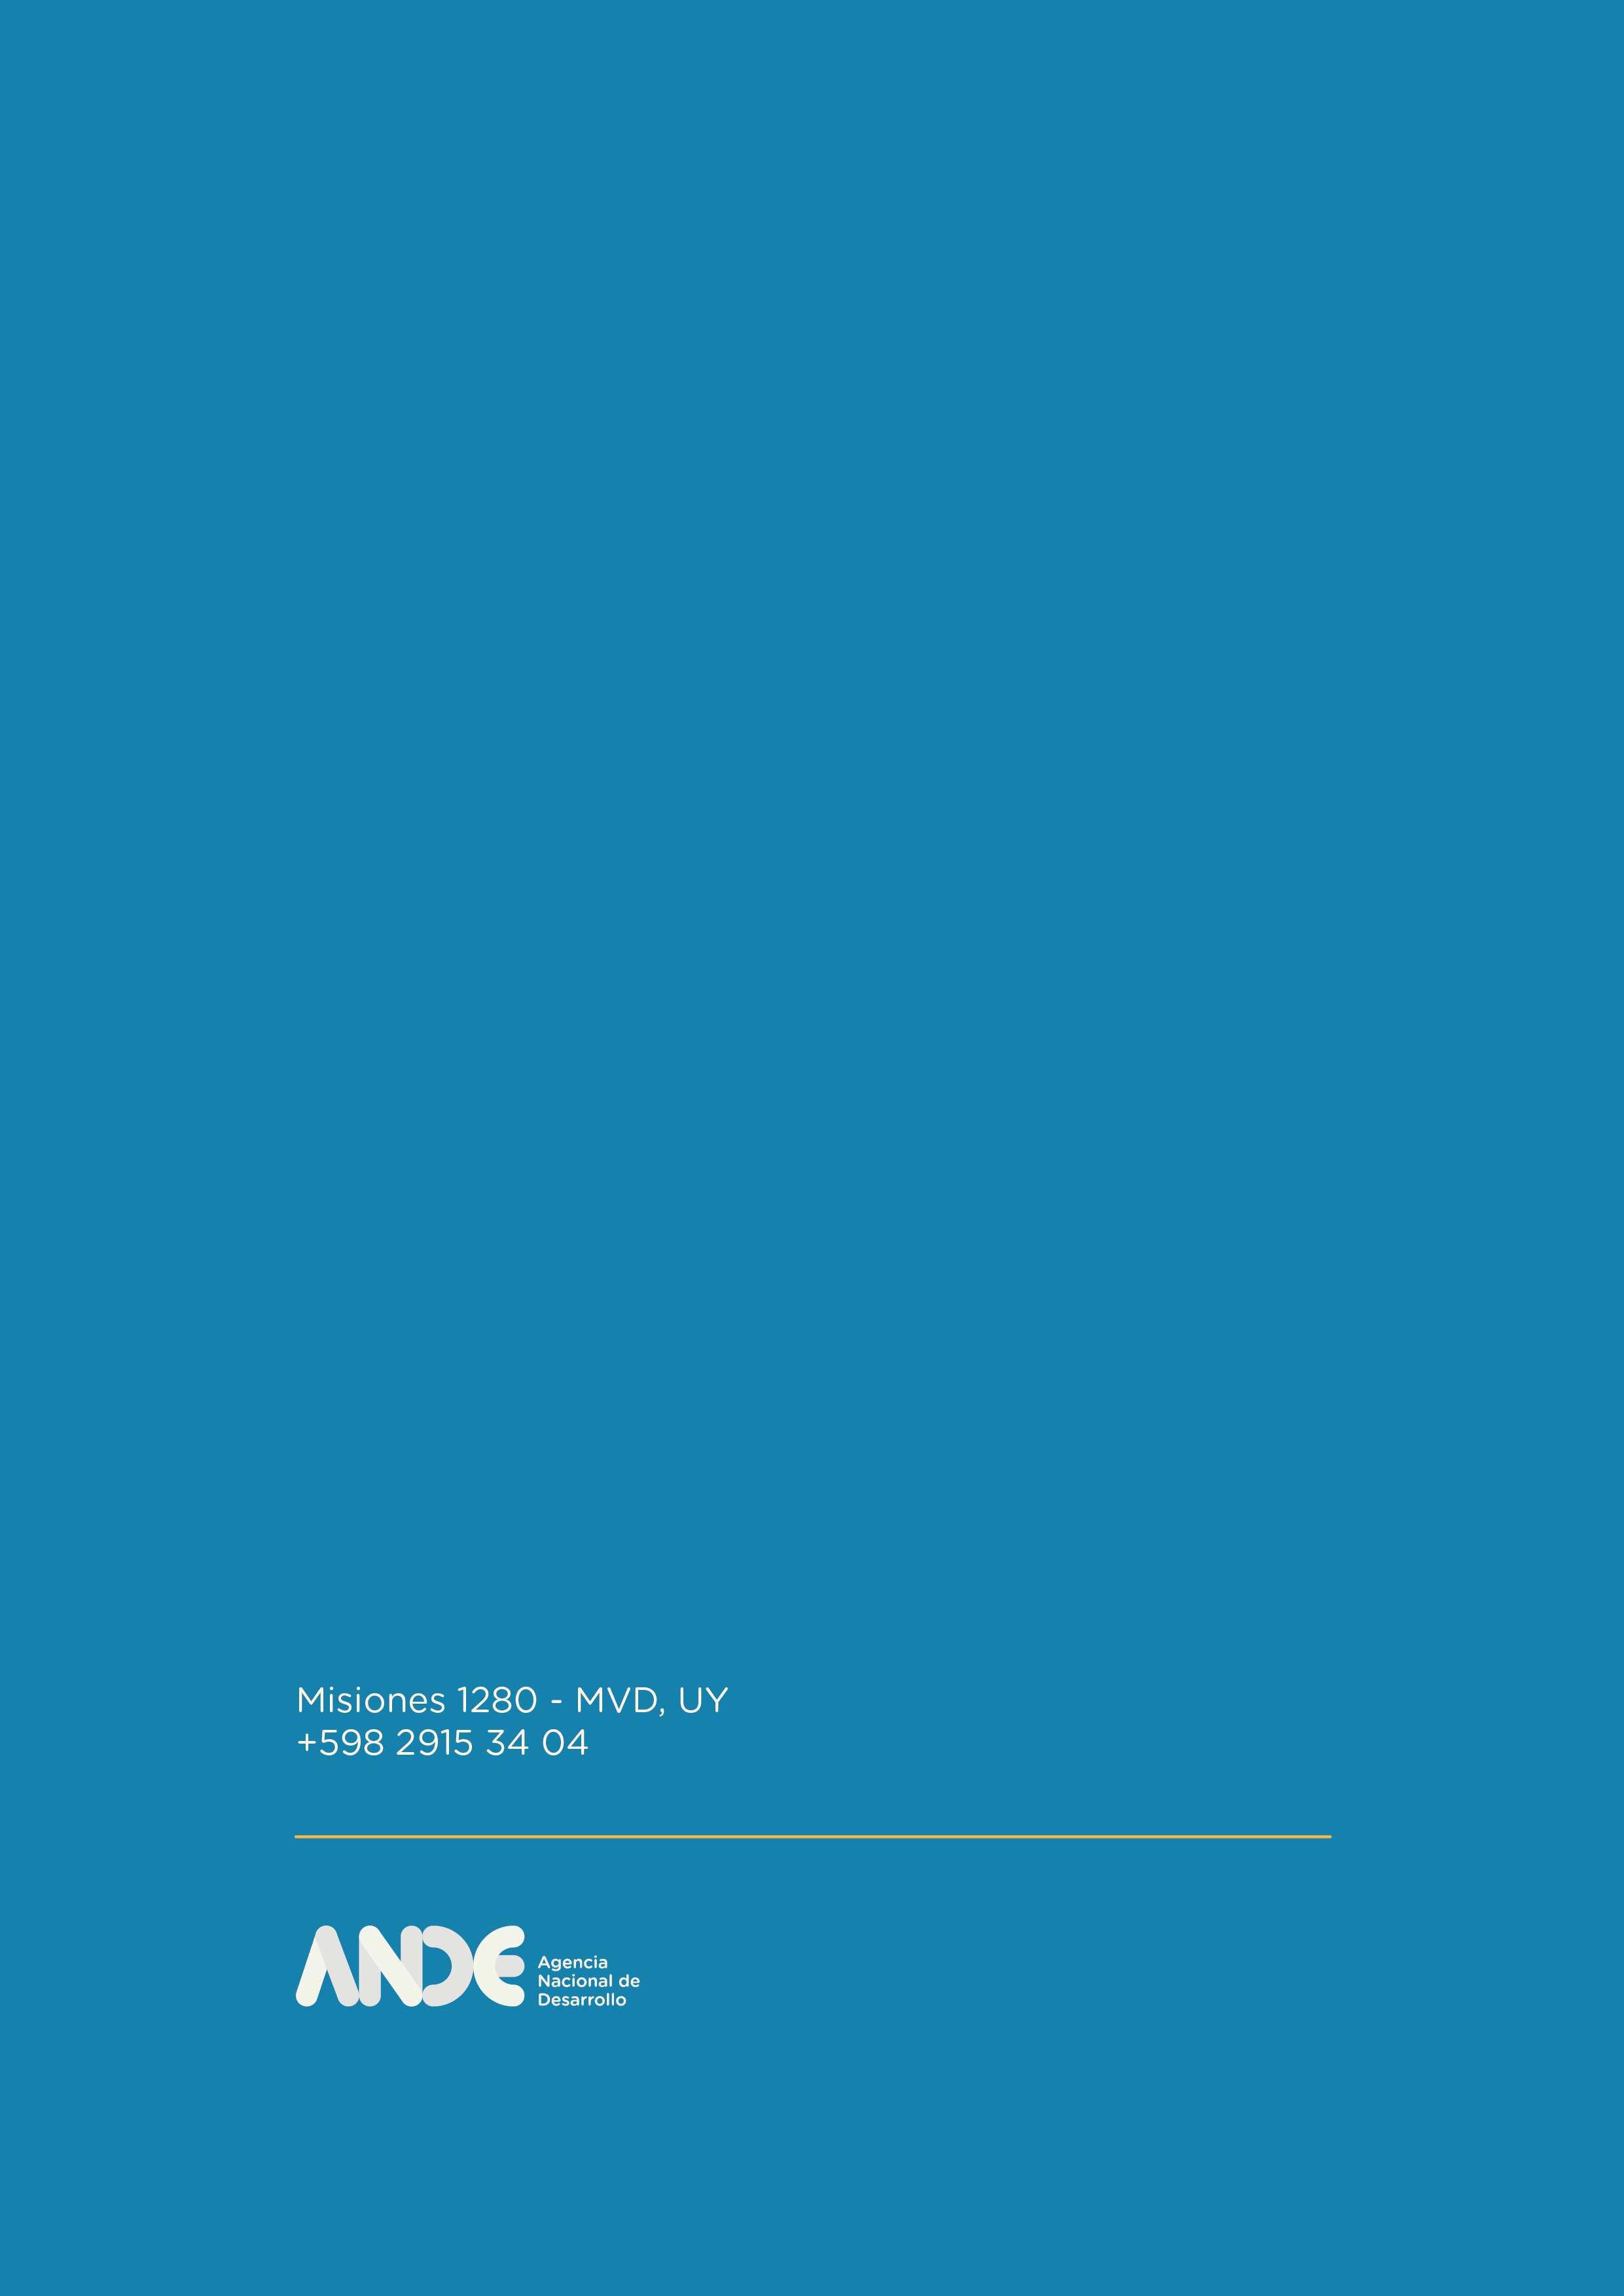 Misiones 1280 - MVD, UY
+598 2915 34 04
ANDE
Agencia
Nacional de
Desarrollo